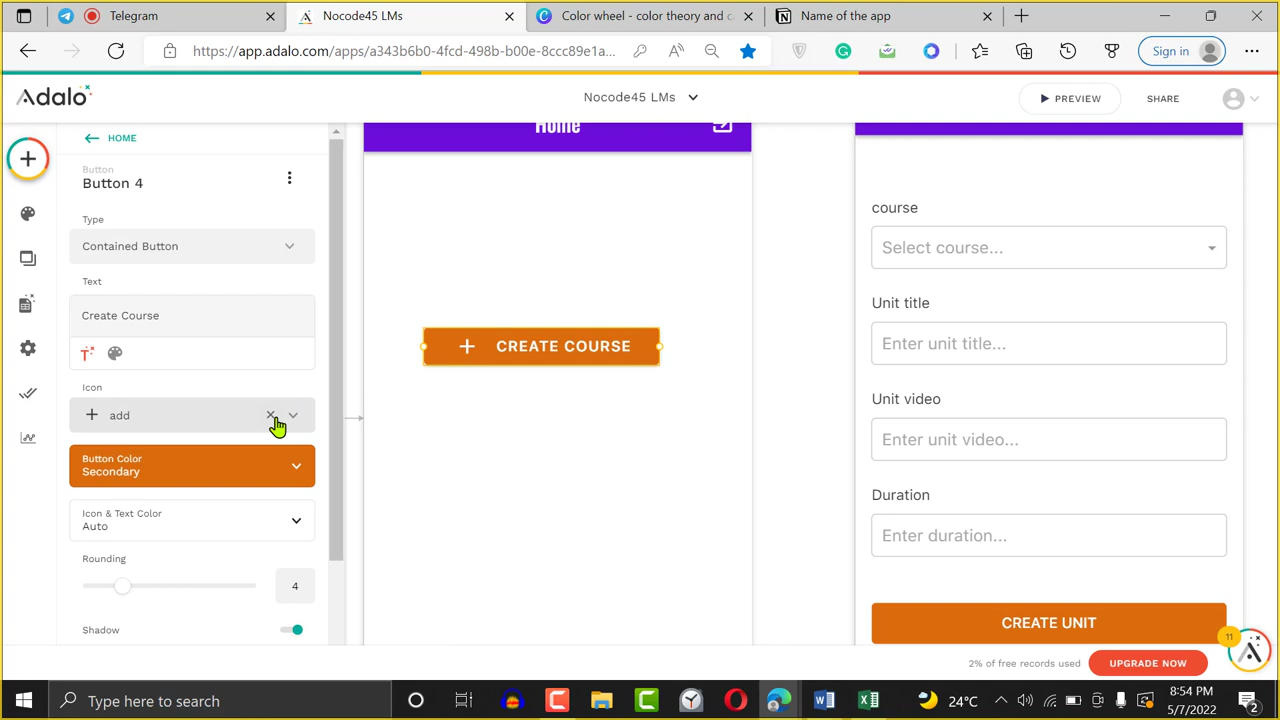 Telegram
Nocode45 LMs
Color wheel - color theory and c
Name of the app
https://app.adalo.com/apps/a343b6b0-4fcd-498b-b00e-8ccc89e1a...
Sign in
Adalo
Nocode45 LMs
PREVIEW
SHARE
HOME
Button
Button 4
Type
Contained Button
Text
Create Course
Icon
add
Button Color
Secondary
Icon & Text Color
Auto
Rounding
4
Shadow
Home
CREATE COURSE
course
Select course...
Unit title
Enter unit title...
Unit video
Enter unit video...
Duration
Enter duration...
CREATE UNIT
11
2% of free records used
UPGRADE NOW
Type here to search
24°C
8:54 PM
5/7/2022
2